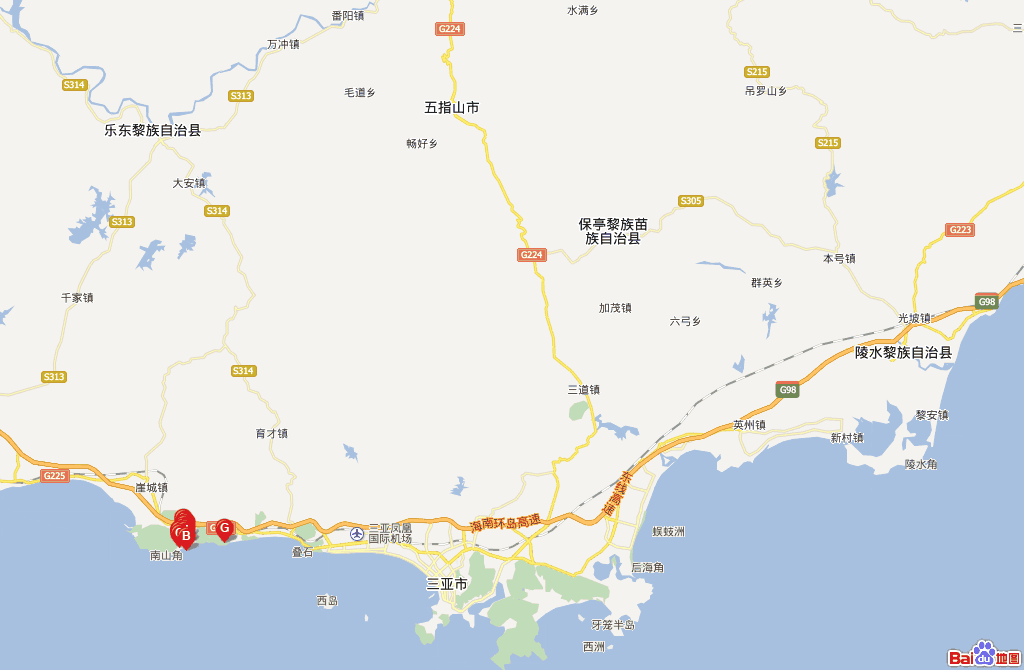 番阳镇
水满乡
三
G224
万冲镇
S314
S313
毛道乡
S215
吊罗山乡
五指山市
乐东黎族自治县
畅好乡
S215
大安镇
S314
S313
S305
保亭黎族苗
族自治县
G223
G224
本号镇
群英乡
千家镇
加茂镇
六弓乡
G98
光坡镇
陵水黎族自治县
S313
S314
三道镇
G98
黎安镇
英州镇
新村镇
育才镇
陵水角
G225
崖城镇
东线高速
海南环岛高速
三亚凤凰
国际机场
蜈蚑洲
G
B
南山角
叠石
后海角
三亚市
西岛
牙笼半岛
西洲
Bai du 地图